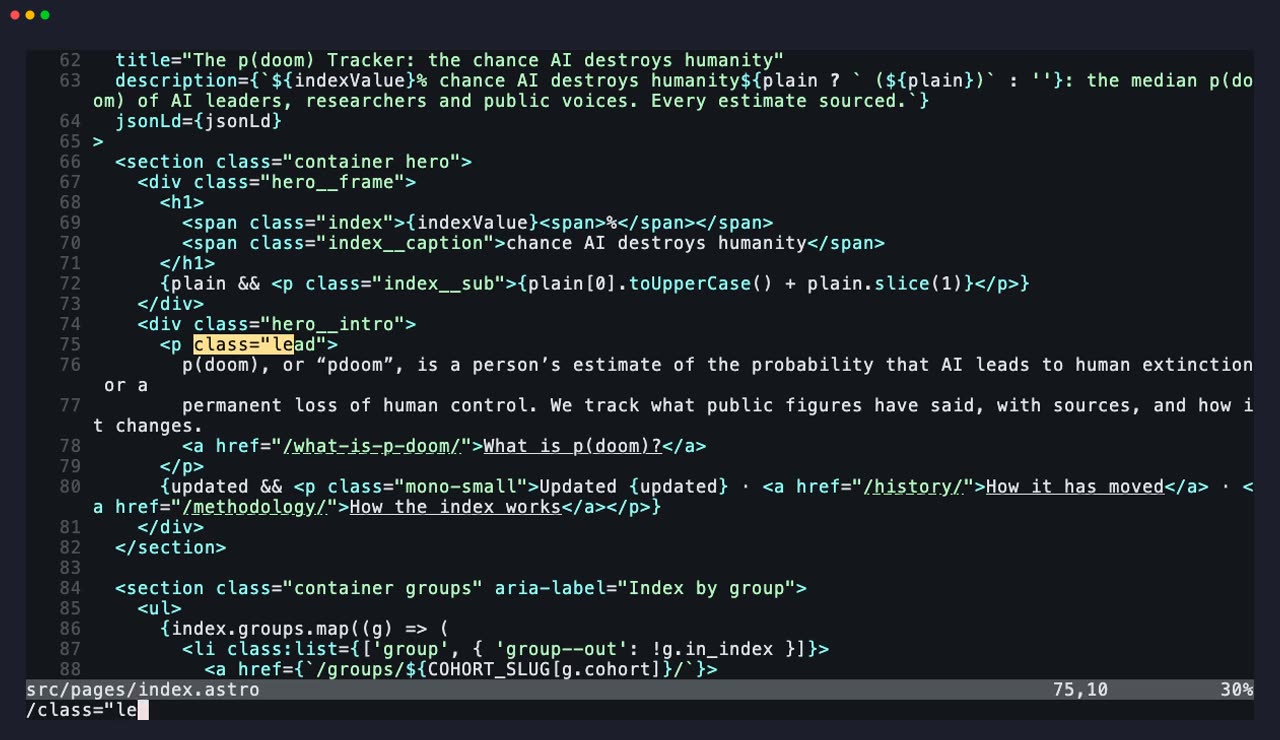 62   title="The p(doom) Tracker: the chance AI destroys humanity"
63   description={`${indexValue}% chance AI destroys humanity${plain ? ` (${plain})` : ''}: the median p(do
om) of AI leaders, researchers and public voices. Every estimate sourced.`}
64   jsonLd={jsonLd}
65 >
66   <section class="container hero">
67     <div class="hero__frame">
68       <h1>
69         <span class="index">{indexValue}<span>%</span></span>
70         <span class="index__caption">chance AI destroys humanity</span>
71       </h1>
72       {plain && <p class="index__sub">{plain[0].toUpperCase() + plain.slice(1)}</p>}
73     </div>
74     <div class="hero__intro">
75       <p class="lead">
76         p(doom), or “pdoom”, is a person’s estimate of the probability that AI leads to human extinction
 or a
77         permanent loss of human control. We track what public figures have said, with sources, and how i
t changes.
78         <a href="/what-is-p-doom/">What is p(doom)?</a>
79       </p>
80       {updated && <p class="mono-small">Updated {updated} · <a href="/history/">How it has moved</a> · <
a href="/methodology/">How the index works</a></p>}
81     </div>
82   </section>
83
84   <section class="container groups" aria-label="Index by group">
85     <ul>
86       {index.groups.map((g) => (
87         <li class:list={['group', { 'group--out': !g.in_index }]}>
88           <a href={`/groups/${COHORT_SLUG[g.cohort]}/`}>
src/pages/index.astro 75,10 30%
/class="le